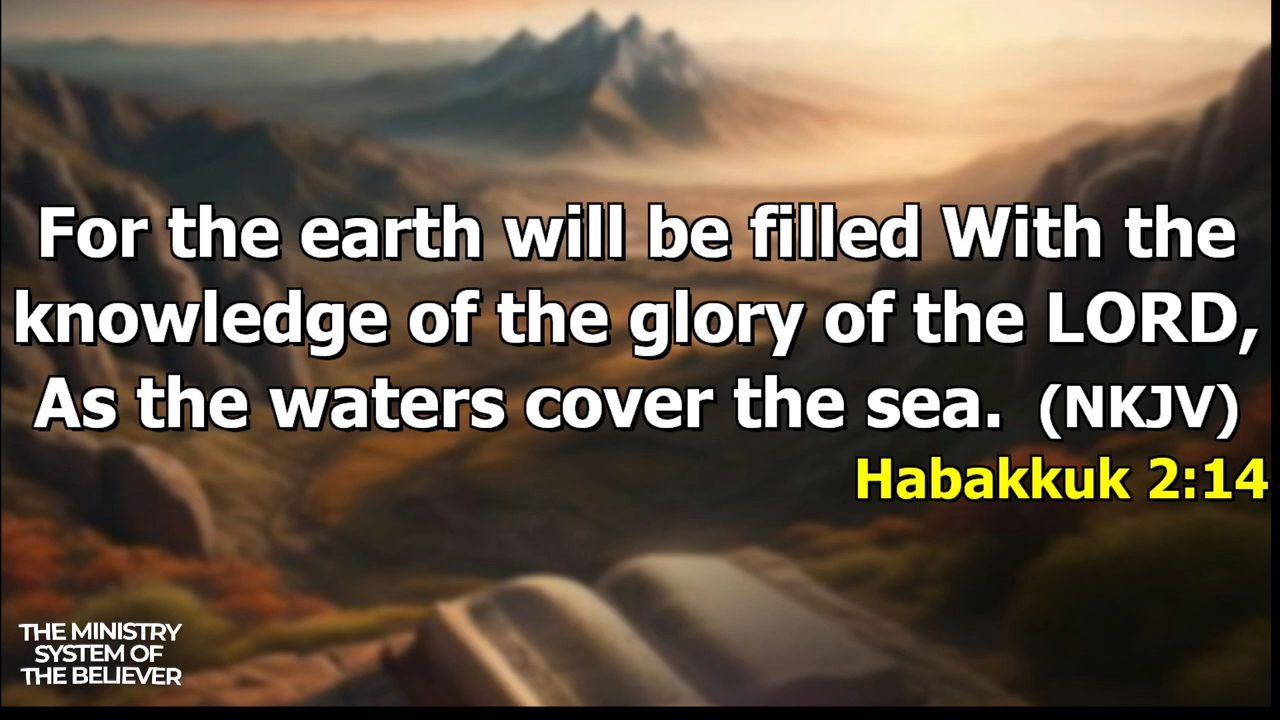 For the earth will be filled With the
knowledge of the glory of the LORD,
As the waters cover the sea. (NKJV)
Habakkuk 2:14
THE MINISTRY
SYSTEM OF
THE BELIEVER